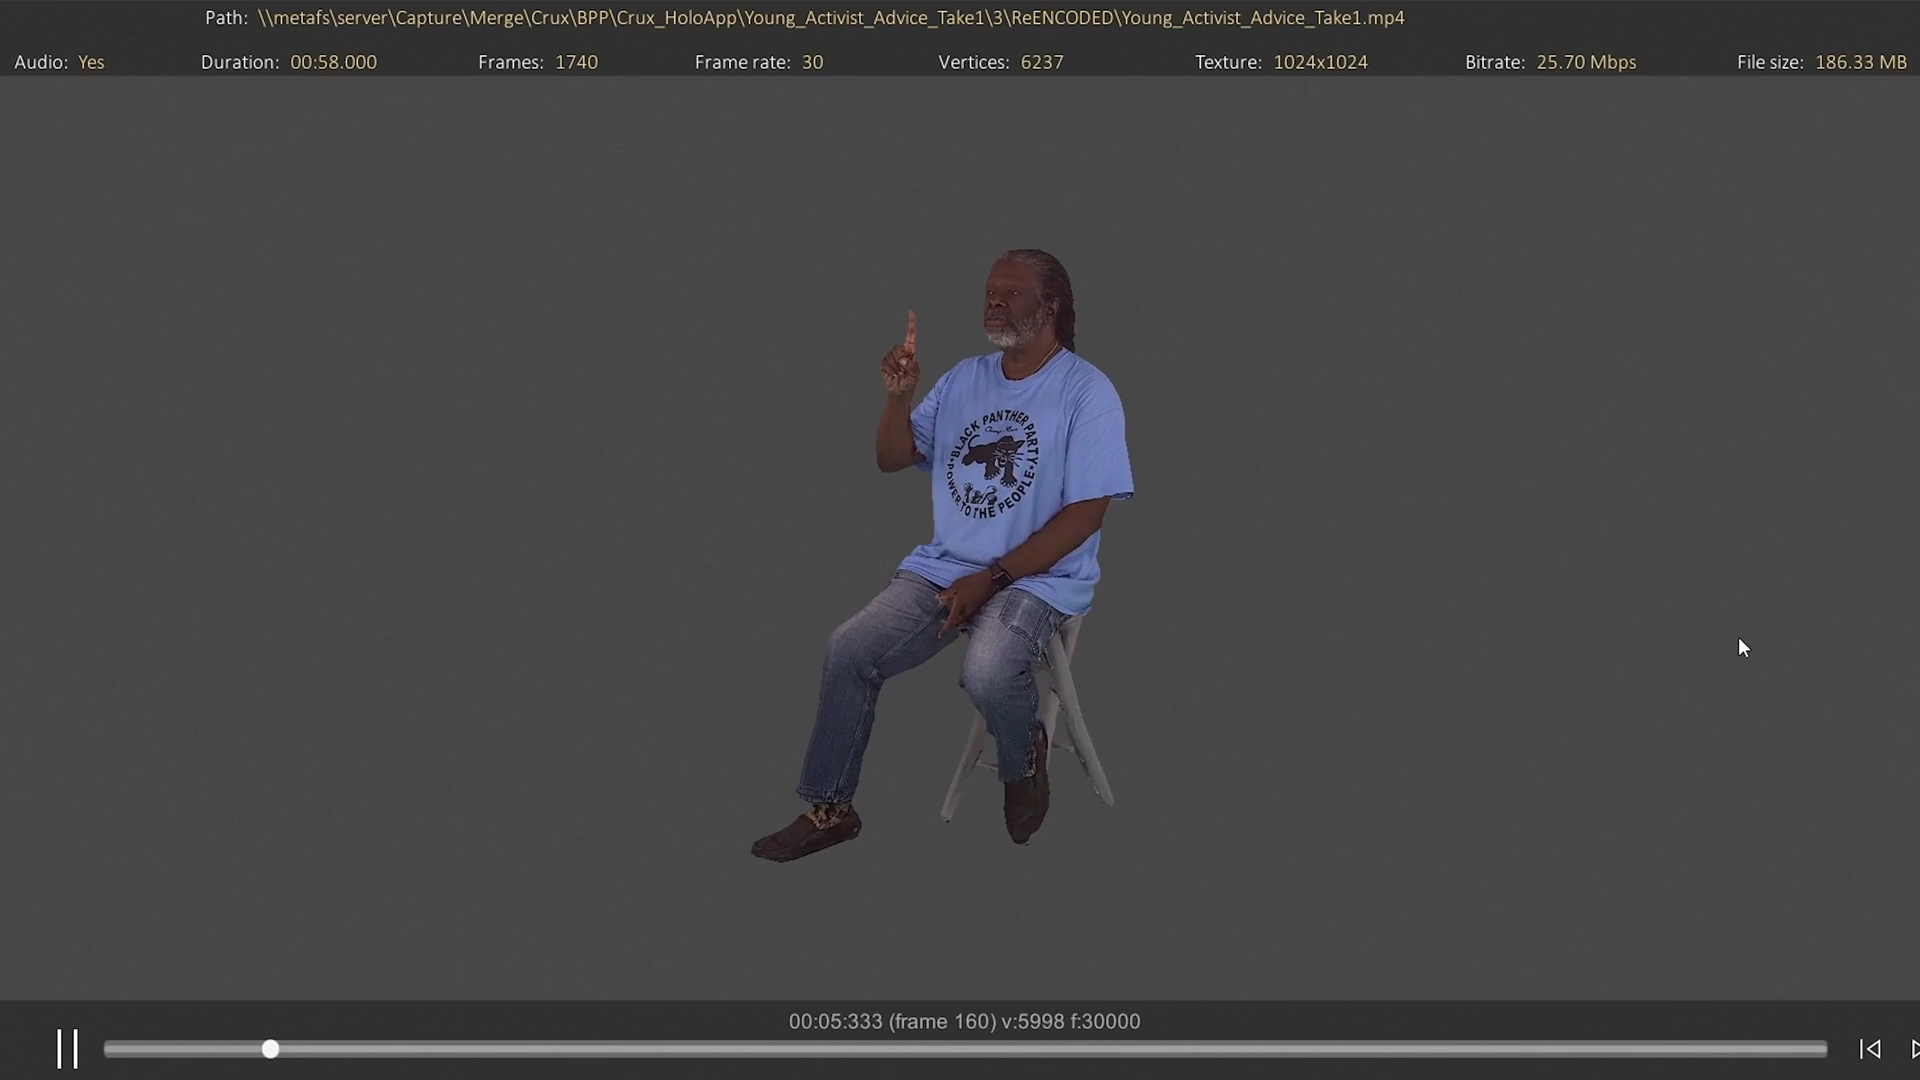 Path: \\metafs\server\Capture\Merge\Crux\BPP\Crux_HoloApp\Young_Activist_Advice_Take1\3\ReENCODED\Young_Activist_Advice_Take1.mp4
Audio: Yes Duration: 00:58.000 Frames: 1740 Frame rate: 30 Vertices: 6237 Texture: 1024x1024 Bitrate: 25.70 Mbps File size: 186.33 MB
BLACK PANTHER PARTY
POWER TO THE PEOPLE
00:05:333 (frame 160) v:5998 f:30000